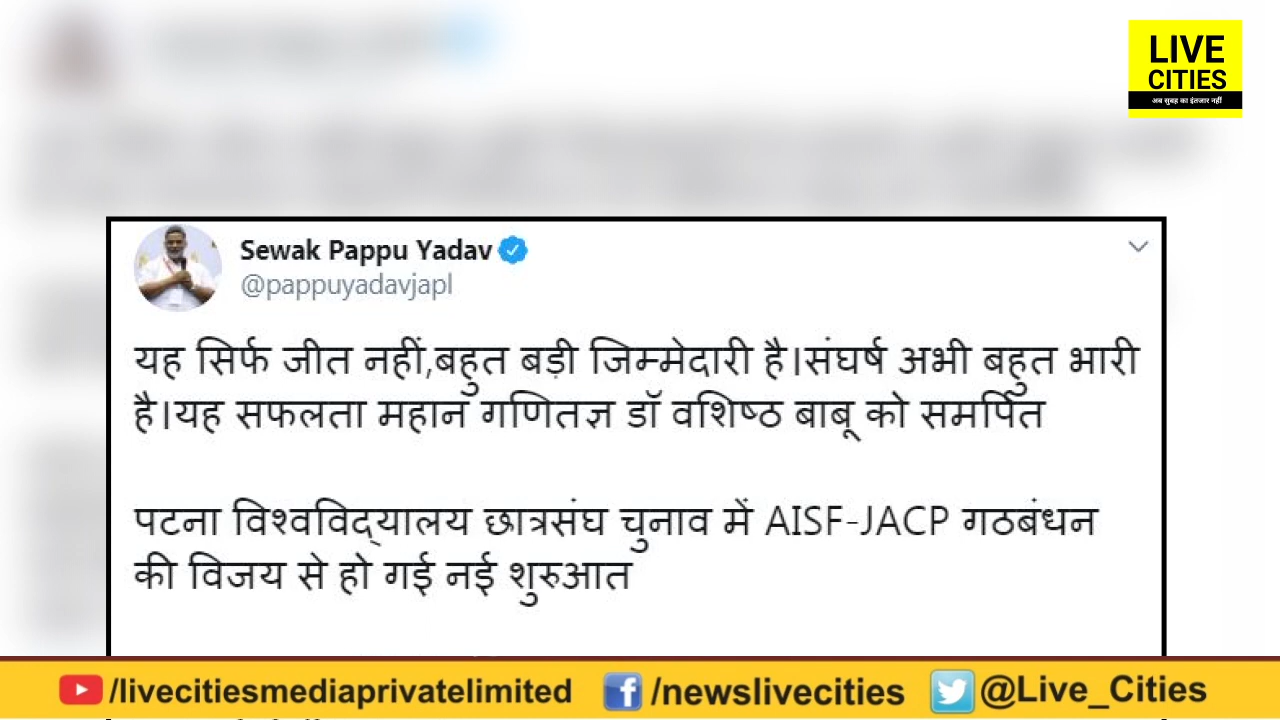 LIVE
CITIES
अब सुबह का इंतजार नहीं
Sewak Pappu Yadav
@pappuyadavjapl
यह सिर्फ जीत नहीं,बहुत बड़ी जिम्मेदारी है।संघर्ष अभी बहुत भारी
है।यह सफलता महान गणितज्ञ डॉ वशिष्ठ बाबू को समर्पित
पटना विश्वविद्यालय छात्रसंघ चुनाव में AISF-JACP गठबंधन
की विजय से हो गई नई शुरुआत
/livecitiesmediaprivatelimited
/newslivecities
@Live_Cities